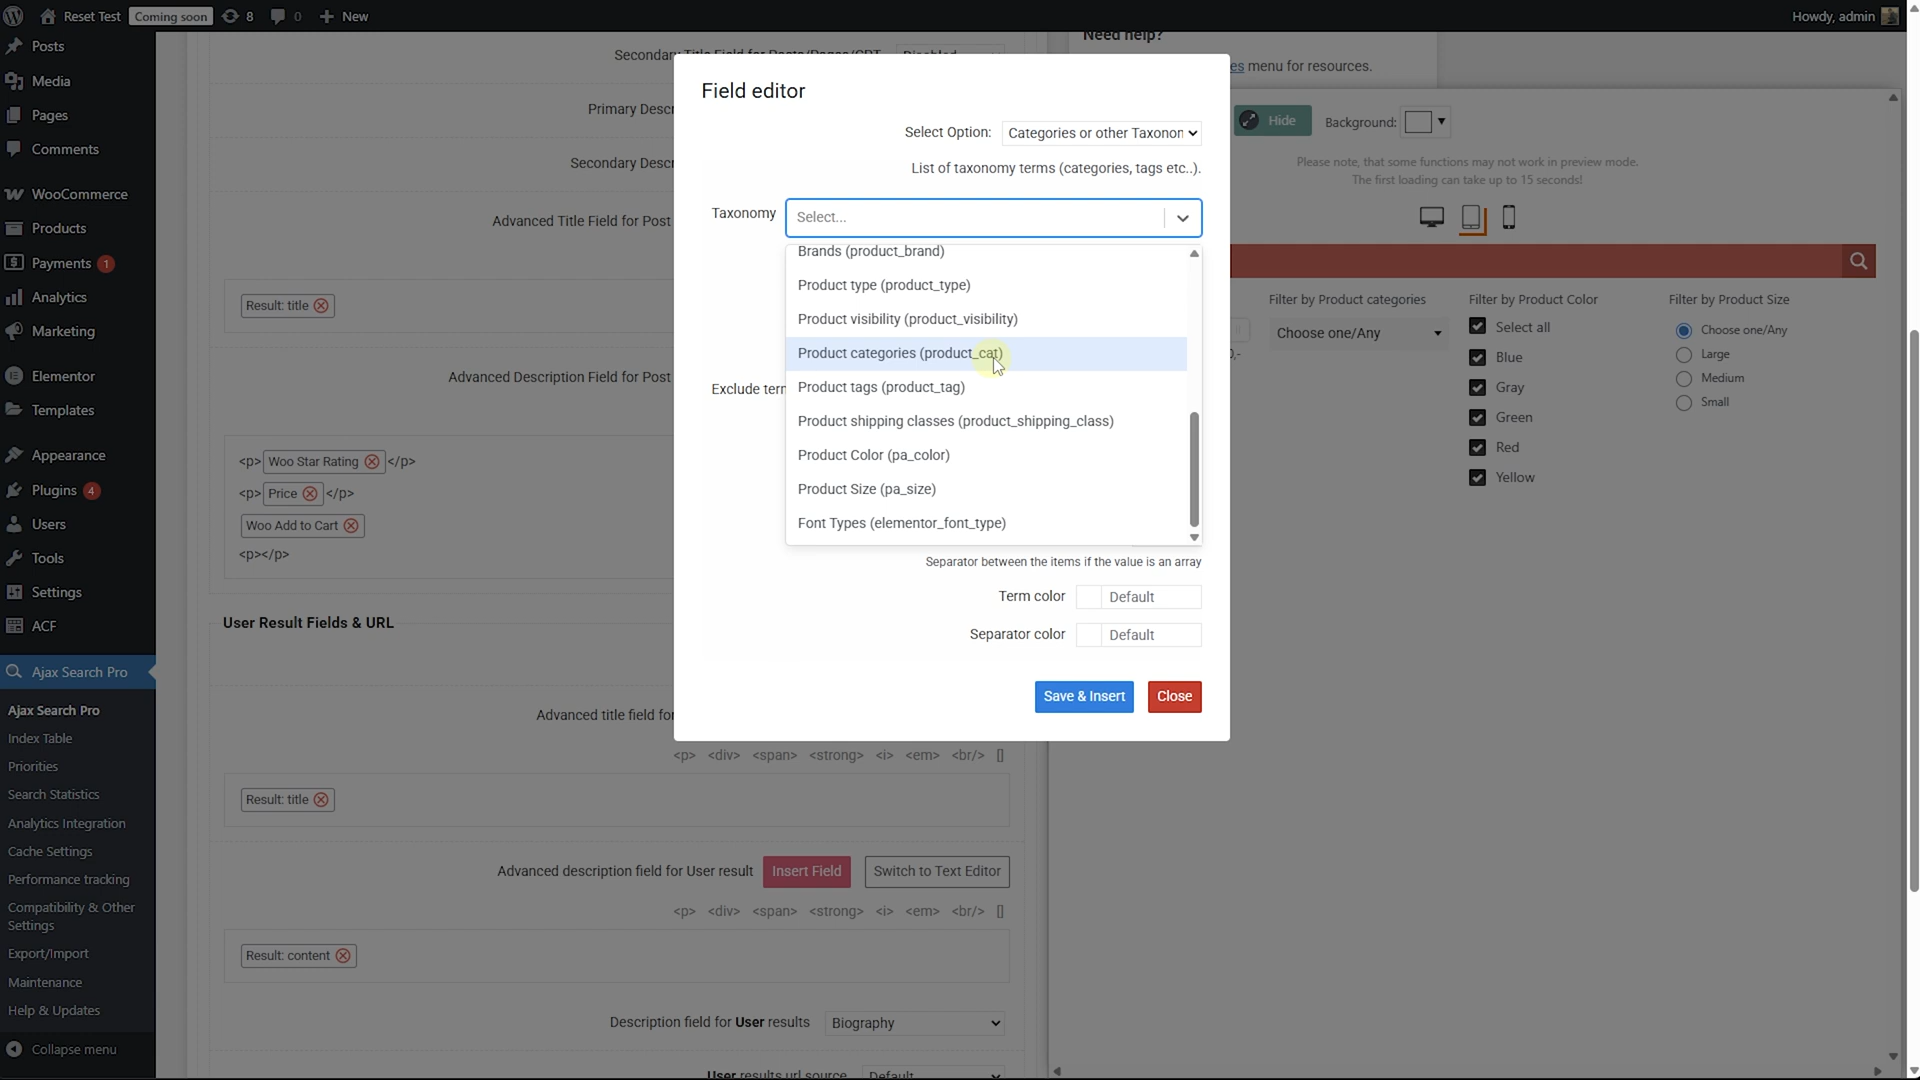 Reset Test Coming soon 8 0 New Howdy, admin
Posts
Media
Pages
Comments
WooCommerce
Products
Payments 1
Analytics
Marketing
Elementor
Templates
Appearance
Plugins 4
Users
Tools
Settings
ACF
Ajax Search Pro
Ajax Search Pro
Index Table
Priorities
Search Statistics
Analytics Integration
Cache Settings
Performance tracking
Compatibility & Other
Settings
Export/Import
Maintenance
Help & Updates
Collapse menu
Secondary Title Field for Posts/Pages/CPT Disabled
Primary Descr
Secondary Descr
Advanced Title Field for Post
Result: title
Advanced Description Field for Post
<p> Woo Star Rating </p>
<p> Price </p>
Woo Add to Cart
<p></p>
User Result Fields & URL
Advanced title field for
<p> <div> <span> <strong> <i> <em> <br/> []
Result: title
Advanced description field for User result Insert Field Switch to Text Editor
<p> <div> <span> <strong> <i> <em> <br/> []
Result: content
Description field for User results Biography
User results url source Default
Field editor
Select Option: Categories or other Taxonon
List of taxonomy terms (categories, tags etc..).
Taxonomy Select...
Brands (product_brand)
Product type (product_type)
Product visibility (product_visibility)
Product categories (product_cat)
Exclude terr
Product tags (product_tag)
Product shipping classes (product_shipping_class)
Product Color (pa_color)
Product Size (pa_size)
Font Types (elementor_font_type)
Separator between the items if the value is an array
Term color Default
Separator color Default
Save & Insert Close
Need help?
es menu for resources.
Hide Background:
Please note, that some functions may not work in preview mode.
The first loading can take up to 15 seconds!
Filter by Product categories
Choose one/Any
Filter by Product Color
Select all
Blue
Gray
Green
Red
Yellow
Filter by Product Size
Choose one/Any
Large
Medium
Small